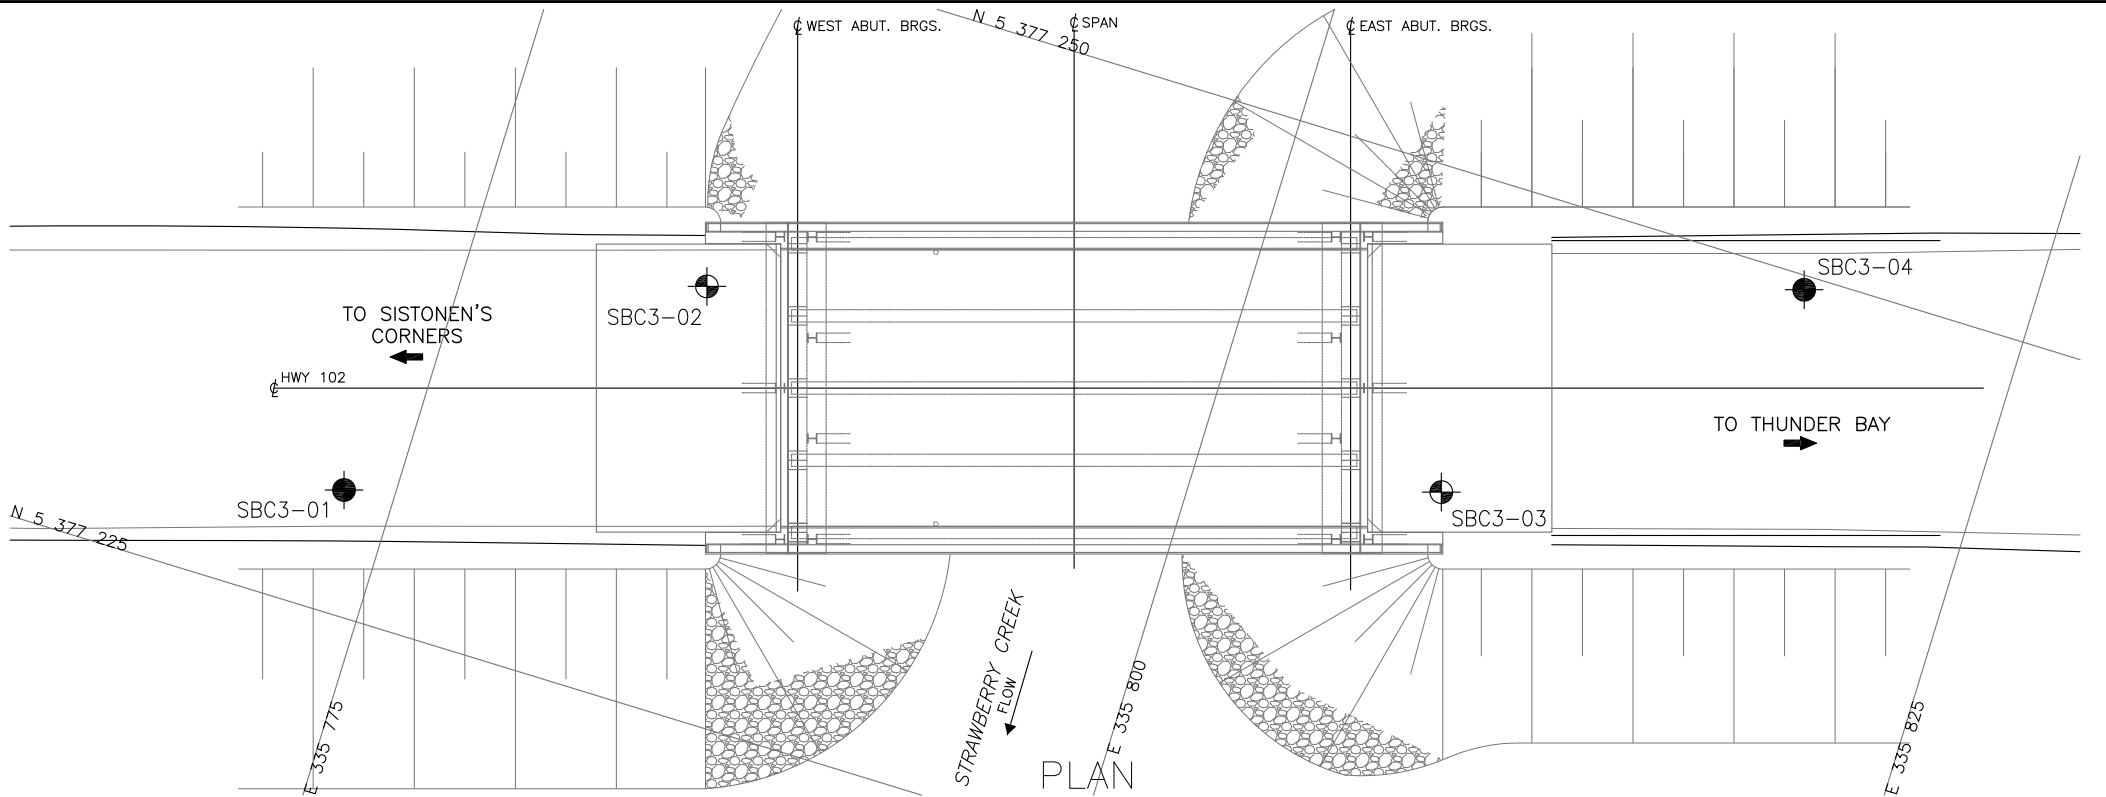 ℄ WEST ABUT. BRGS.
N 5 377 250
℄ SPAN
℄ EAST ABUT. BRGS.
SBC3-04
TO SISTONEN'S
CORNERS
SBC3-02
℄ HWY 102
TO THUNDER BAY
SBC3-01
SBC3-03
N 5 377 225
STRAWBERRY CREEK
FLOW
E 335 775
E 335 800
E 335 825
PLAN